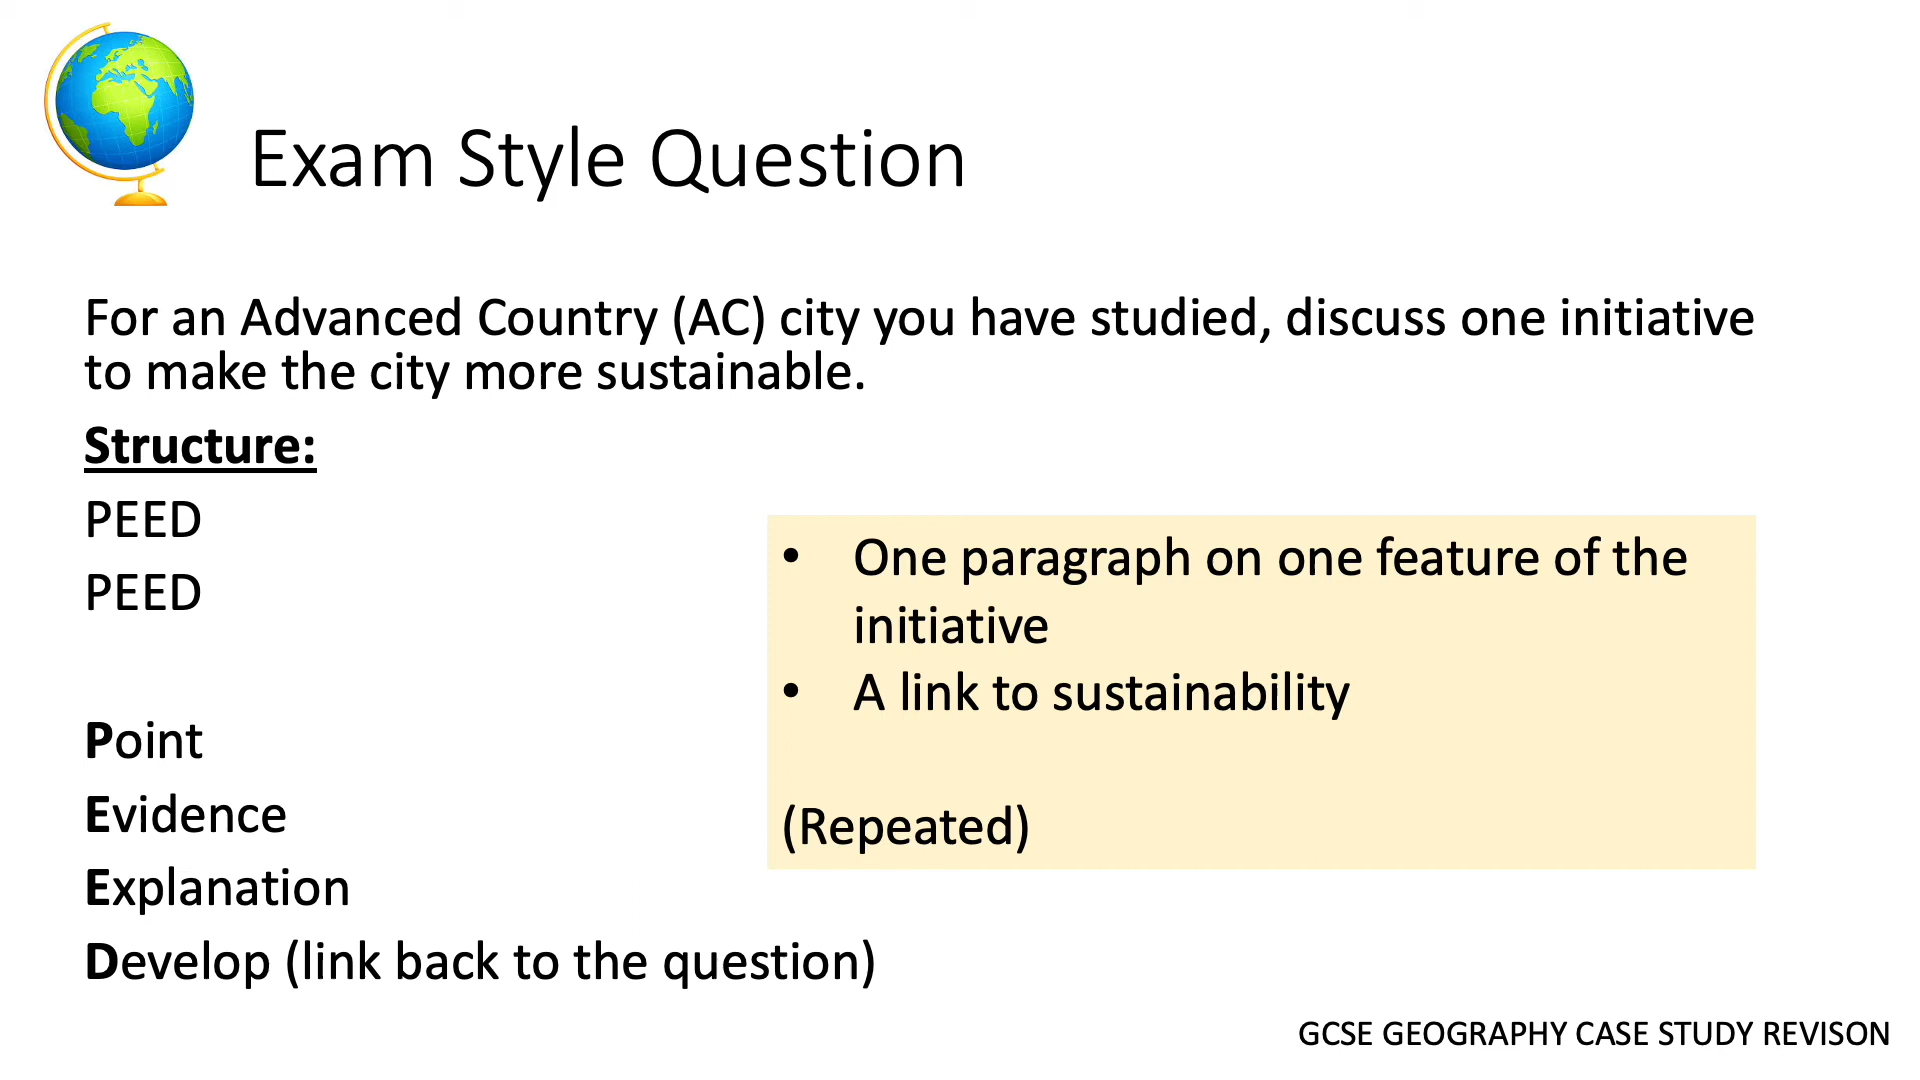 Exam Style Question
For an Advanced Country (AC) city you have studied, discuss one initiative
to make the city more sustainable.
Structure:
PEED
PEED
• One paragraph on one feature of the
initiative
• A link to sustainability
(Repeated)
Point
Evidence
Explanation
Develop (link back to the question)
GCSE GEOGRAPHY CASE STUDY REVISON